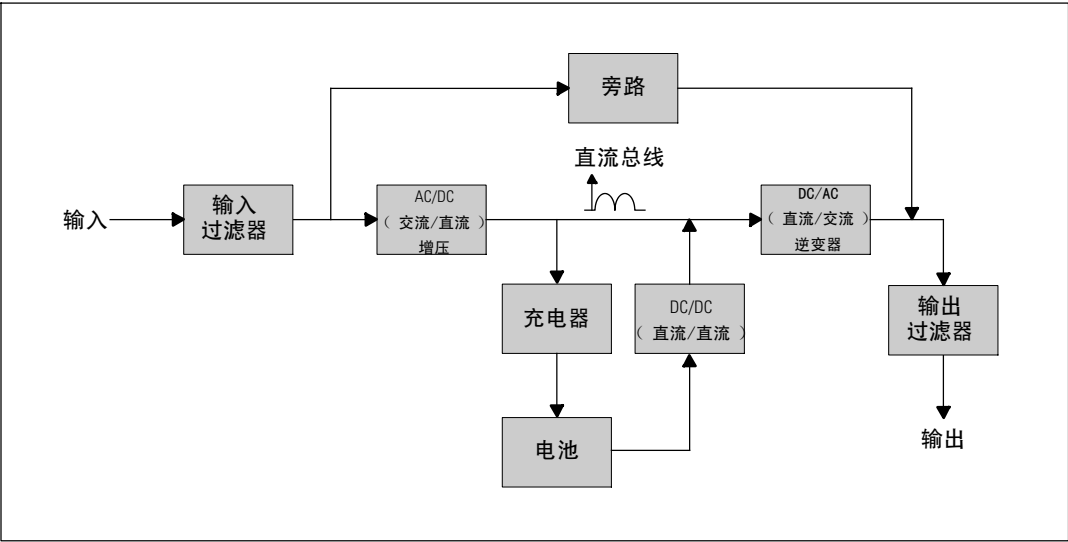 旁路
直流总线
输入
输入
过滤器
AC/DC
（ 交流/直流 ）
增压
DC/AC
（ 直流/交流 ）
逆变器
充电器
DC/DC
（ 直流/直流 ）
输出
过滤器
电池
输出